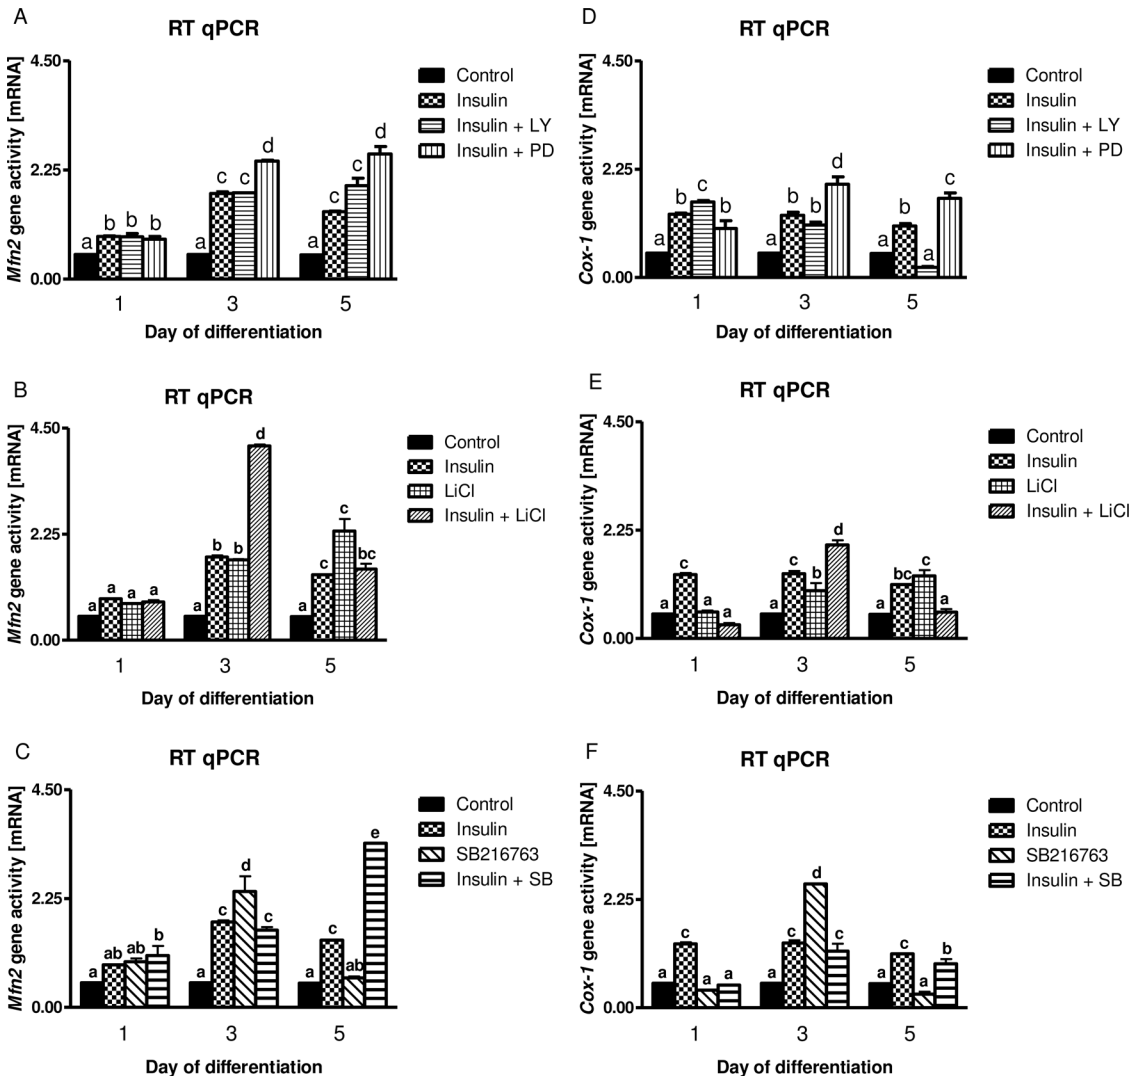 A
RT qPCR
Mfn2 gene activity [mRNA]
4.50
2.25
0.00
a b b b
a c c d
a c c d
1 3 5
Day of differentiation
Control
Insulin
Insulin + LY
Insulin + PD
D
RT qPCR
Cox-1 gene activity [mRNA]
4.50
2.25
0.00
a b c b
a b b d
a b a c
1 3 5
Day of differentiation
Control
Insulin
Insulin + LY
Insulin + PD
B
RT qPCR
Mfn2 gene activity [mRNA]
4.50
2.25
0.00
a a a a
a b b d
a c c bc
1 3 5
Day of differentiation
Control
Insulin
LiCl
Insulin + LiCl
E
RT qPCR
Cox-1 gene activity [mRNA]
4.50
2.25
0.00
a c a a
a c b d
a bc c a
1 3 5
Day of differentiation
Control
Insulin
LiCl
Insulin + LiCl
C
RT qPCR
Mfn2 gene activity [mRNA]
4.50
2.25
0.00
a ab ab b
a c d c
a c ab e
1 3 5
Day of differentiation
Control
Insulin
SB216763
Insulin + SB
F
RT qPCR
Cox-1 gene activity [mRNA]
4.50
2.25
0.00
a c a a
a c d c
a c a b
1 3 5
Day of differentiation
Control
Insulin
SB216763
Insulin + SB